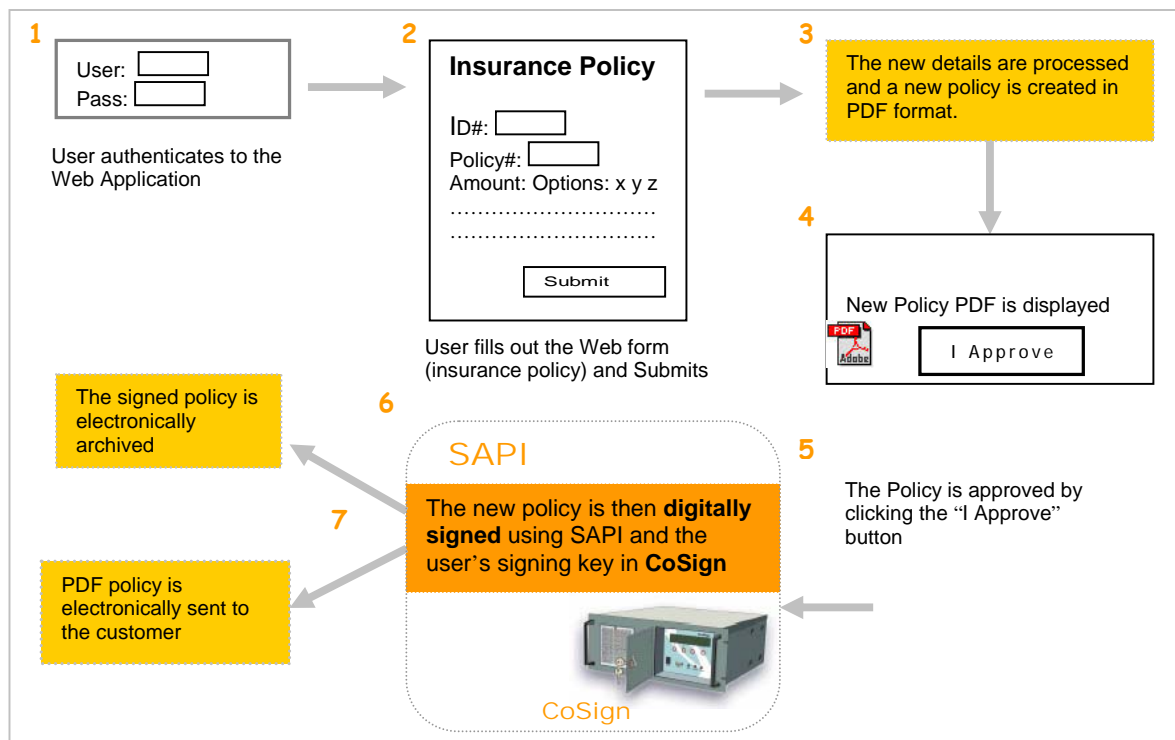 1
User:
Pass:
User authenticates to the
Web Application
2
Insurance Policy
ID#:
Policy#:
Amount: Options: x y z
................................
................................
Submit
User fills out the Web form
(insurance policy) and Submits
3
The new details are processed
and a new policy is created in
PDF format.
4
New Policy PDF is displayed
PDF
Adobe
I Approve
5
The Policy is approved by
clicking the “I Approve”
button
6
SAPI
The new policy is then digitally
signed using SAPI and the
user’s signing key in CoSign
CoSign
7
The signed policy is
electronically
archived
PDF policy is
electronically sent to
the customer